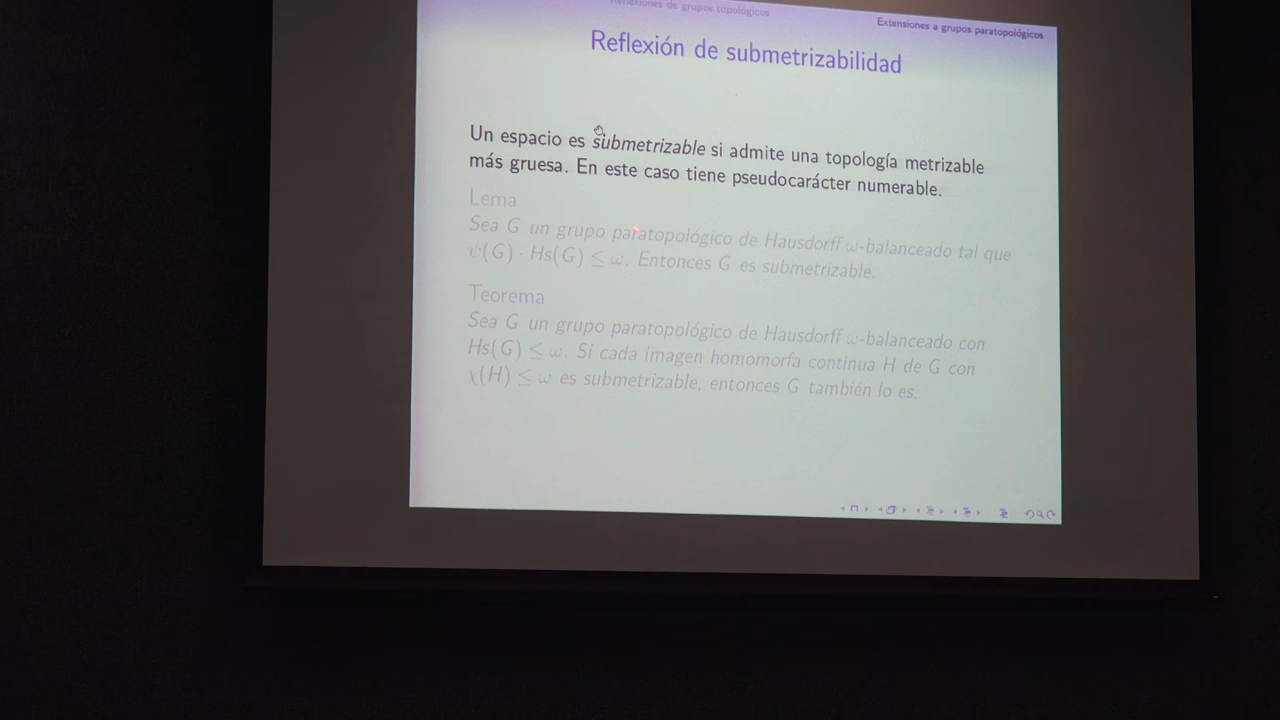 Reflexiones de grupos topológicos
Extensiones a grupos paratopológicos
Reflexión de submetrizabilidad
Un espacio es submetrizable si admite una topología metrizable
más gruesa. En este caso tiene pseudocarácter numerable.
Lema
Sea G un grupo paratopológico de Hausdorff ω-balanceado tal que
ψ(G) · Hs(G) ≤ ω. Entonces G es submetrizable.
Teorema
Sea G un grupo paratopológico de Hausdorff ω-balanceado con
Hs(G) ≤ ω. Si cada imagen homomorfa continua H de G con
χ(H) ≤ ω es submetrizable, entonces G también lo es.